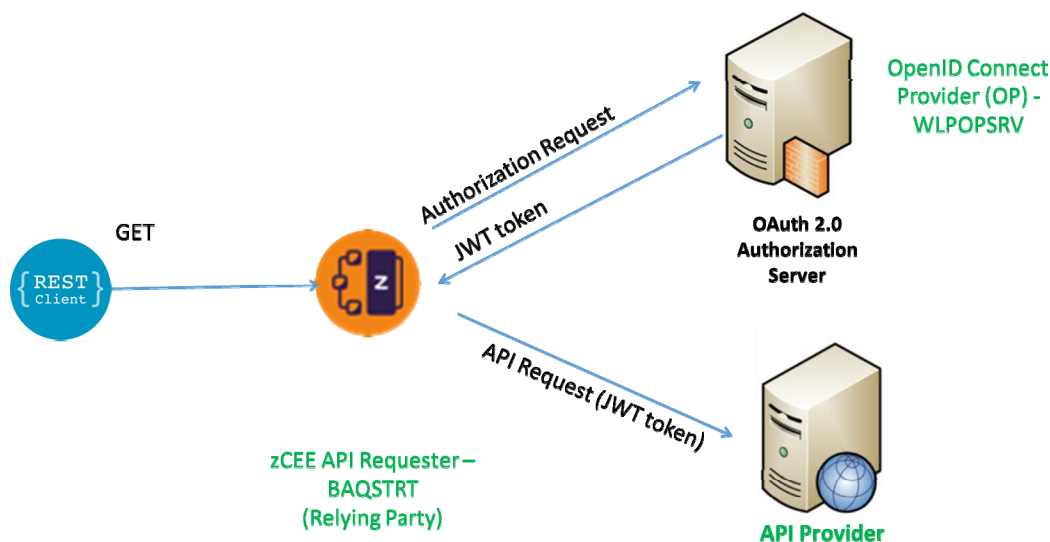 OpenID Connect
Provider (OP) -
WLPOPSRV
Authorization Request
JWT token
OAuth 2.0
Authorization
Server
GET
{ REST }
Client
z
API Request (JWT token)
zCEE API Requester –
BAQSTRT
(Relying Party)
API Provider